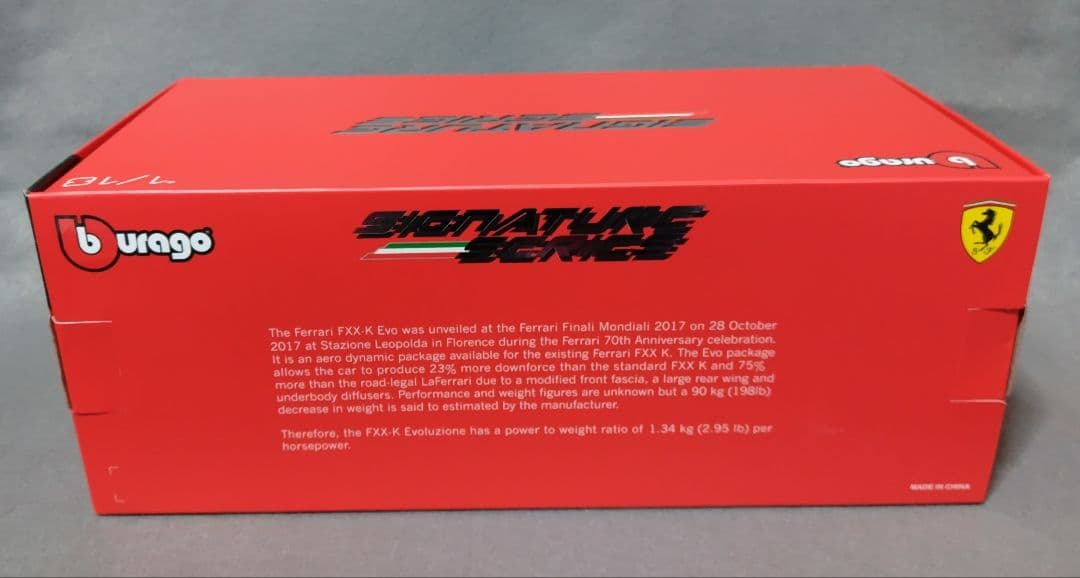 SIGNATURE
SERIES
burago
1/18
burago
SIGNATURE
SERIES
S F
The Ferrari FXX-K Evo was unveiled at the Ferrari Finali Mondiali 2017 on 28 October
2017 at Stazione Leopolda in Florence during the Ferrari 70th Anniversary celebration.
It is an aero dynamic package available for the existing Ferrari FXX K. The Evo package
allows the car to produce 23% more downforce than the standard FXX K and 75%
more than the road-legal LaFerrari due to a modified front fascia, a large rear wing and
underbody diffusers. Performance and weight figures are unknown but a 90 kg (198lb)
decrease in weight is said to estimated by the manufacturer.
Therefore, the FXX-K Evoluzione has a power to weight ratio of 1.34 kg (2.95 lb) per
horsepower.
MADE IN CHINA